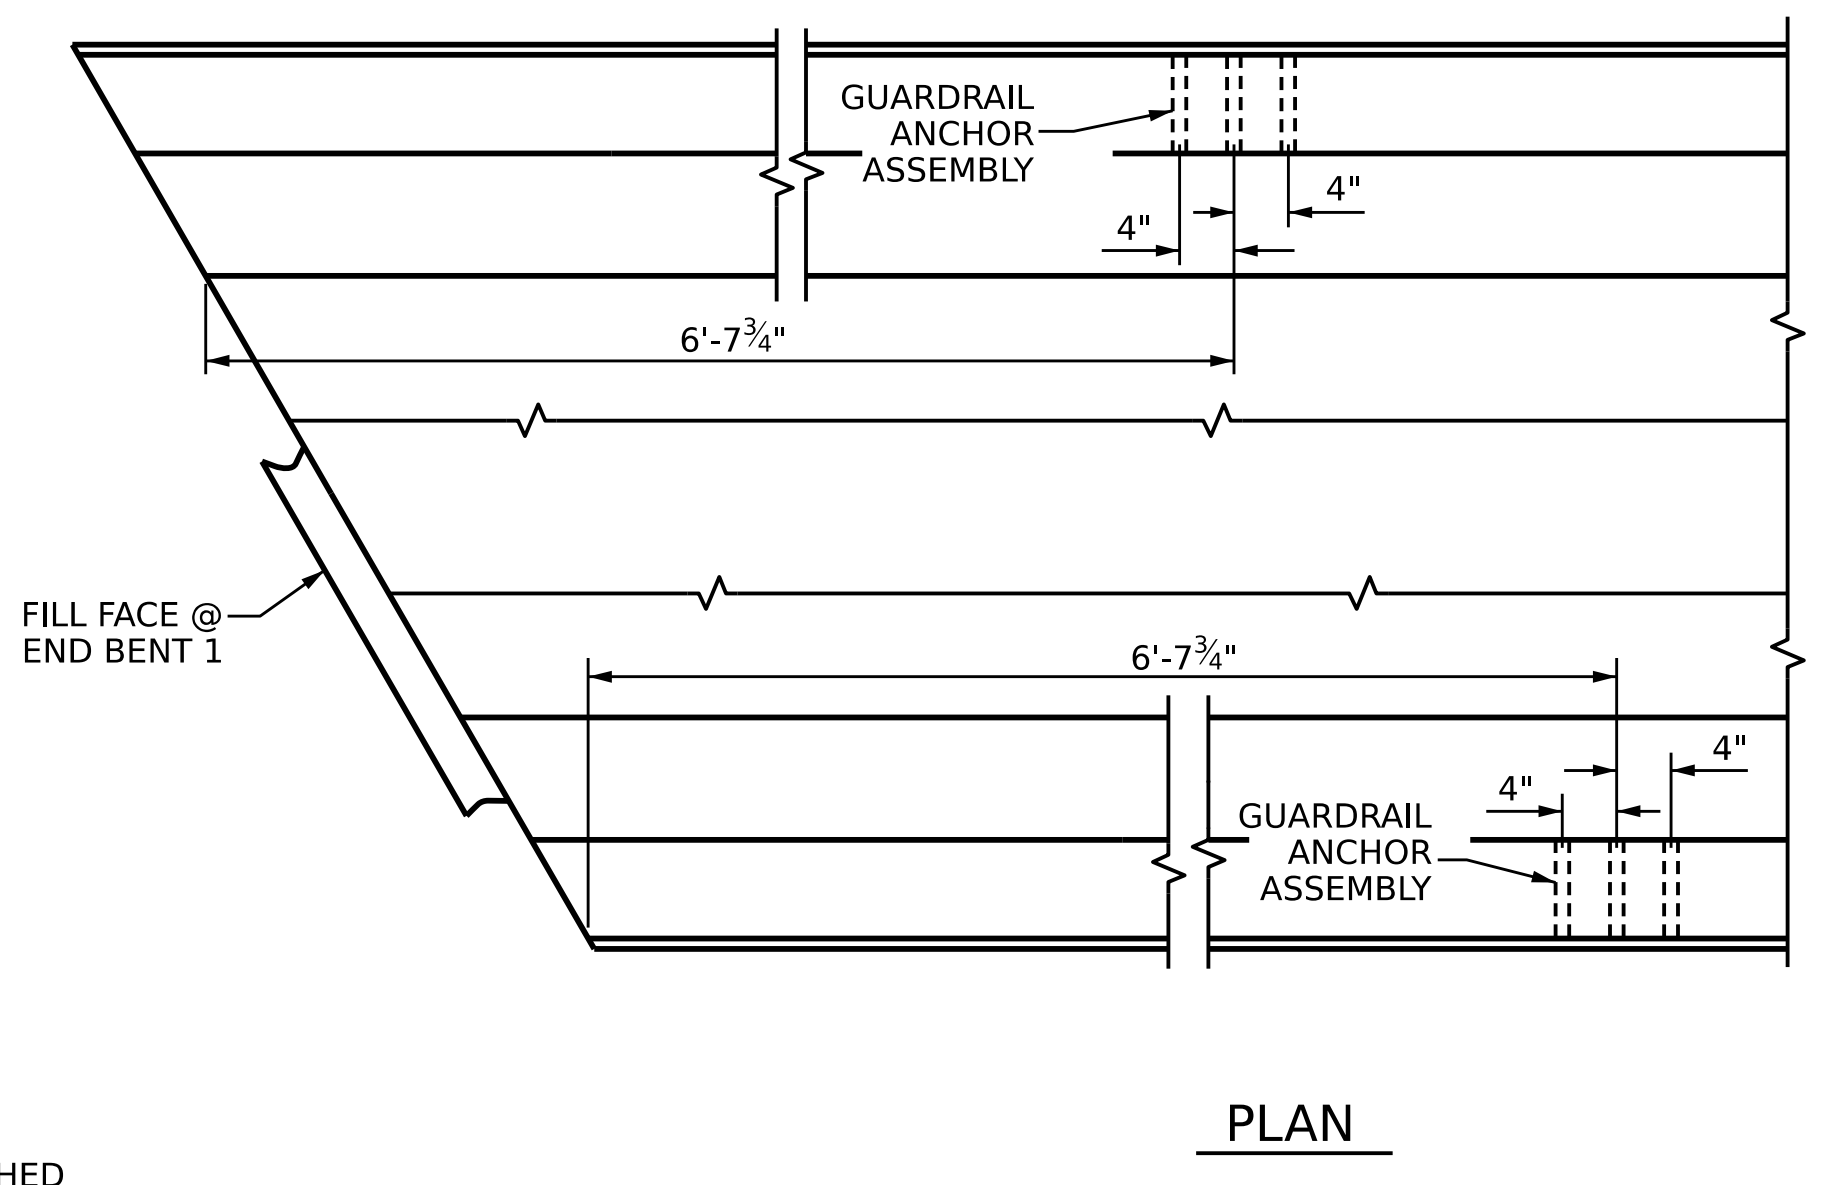 GUARDRAIL
ANCHOR
ASSEMBLY
4"
4"
6'-7¾"
FILL FACE @
END BENT 1
6'-7¾"
4"
4"
GUARDRAIL
ANCHOR
ASSEMBLY
PLAN
HED